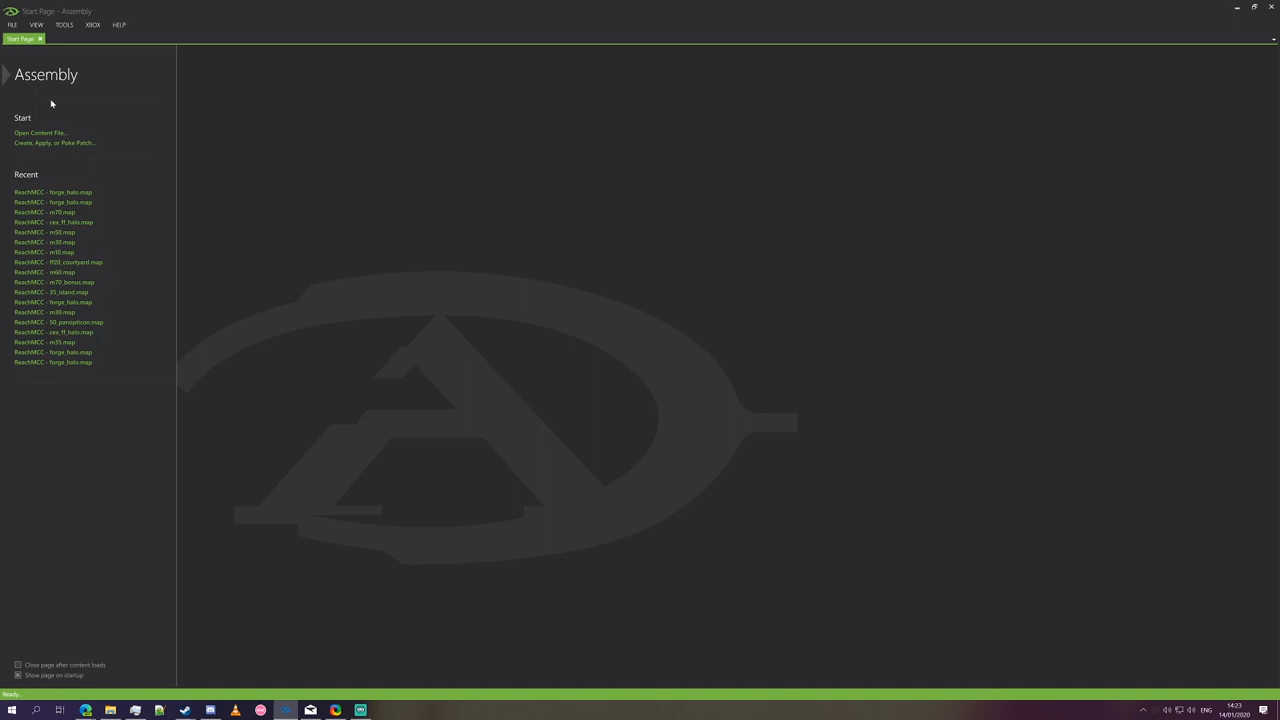 Start Page - Assembly
FILE VIEW TOOLS XBOX HELP
Start Page
Assembly
Start
Open Content File...
Create, Apply, or Poke Patch...
Recent
ReachMCC - forge_halo.map
ReachMCC - forge_halo.map
ReachMCC - m70.map
ReachMCC - cex_ff_halo.map
ReachMCC - m50.map
ReachMCC - m30.map
ReachMCC - m10.map
ReachMCC - ff20_courtyard.map
ReachMCC - m60.map
ReachMCC - m70_bonus.map
ReachMCC - 35_island.map
ReachMCC - forge_halo.map
ReachMCC - m30.map
ReachMCC - 50_panopticon.map
ReachMCC - cex_ff_halo.map
ReachMCC - m35.map
ReachMCC - forge_halo.map
ReachMCC - forge_halo.map
Close page after content loads
Show page on startup
Ready...
ENG
14:23
14/01/2020